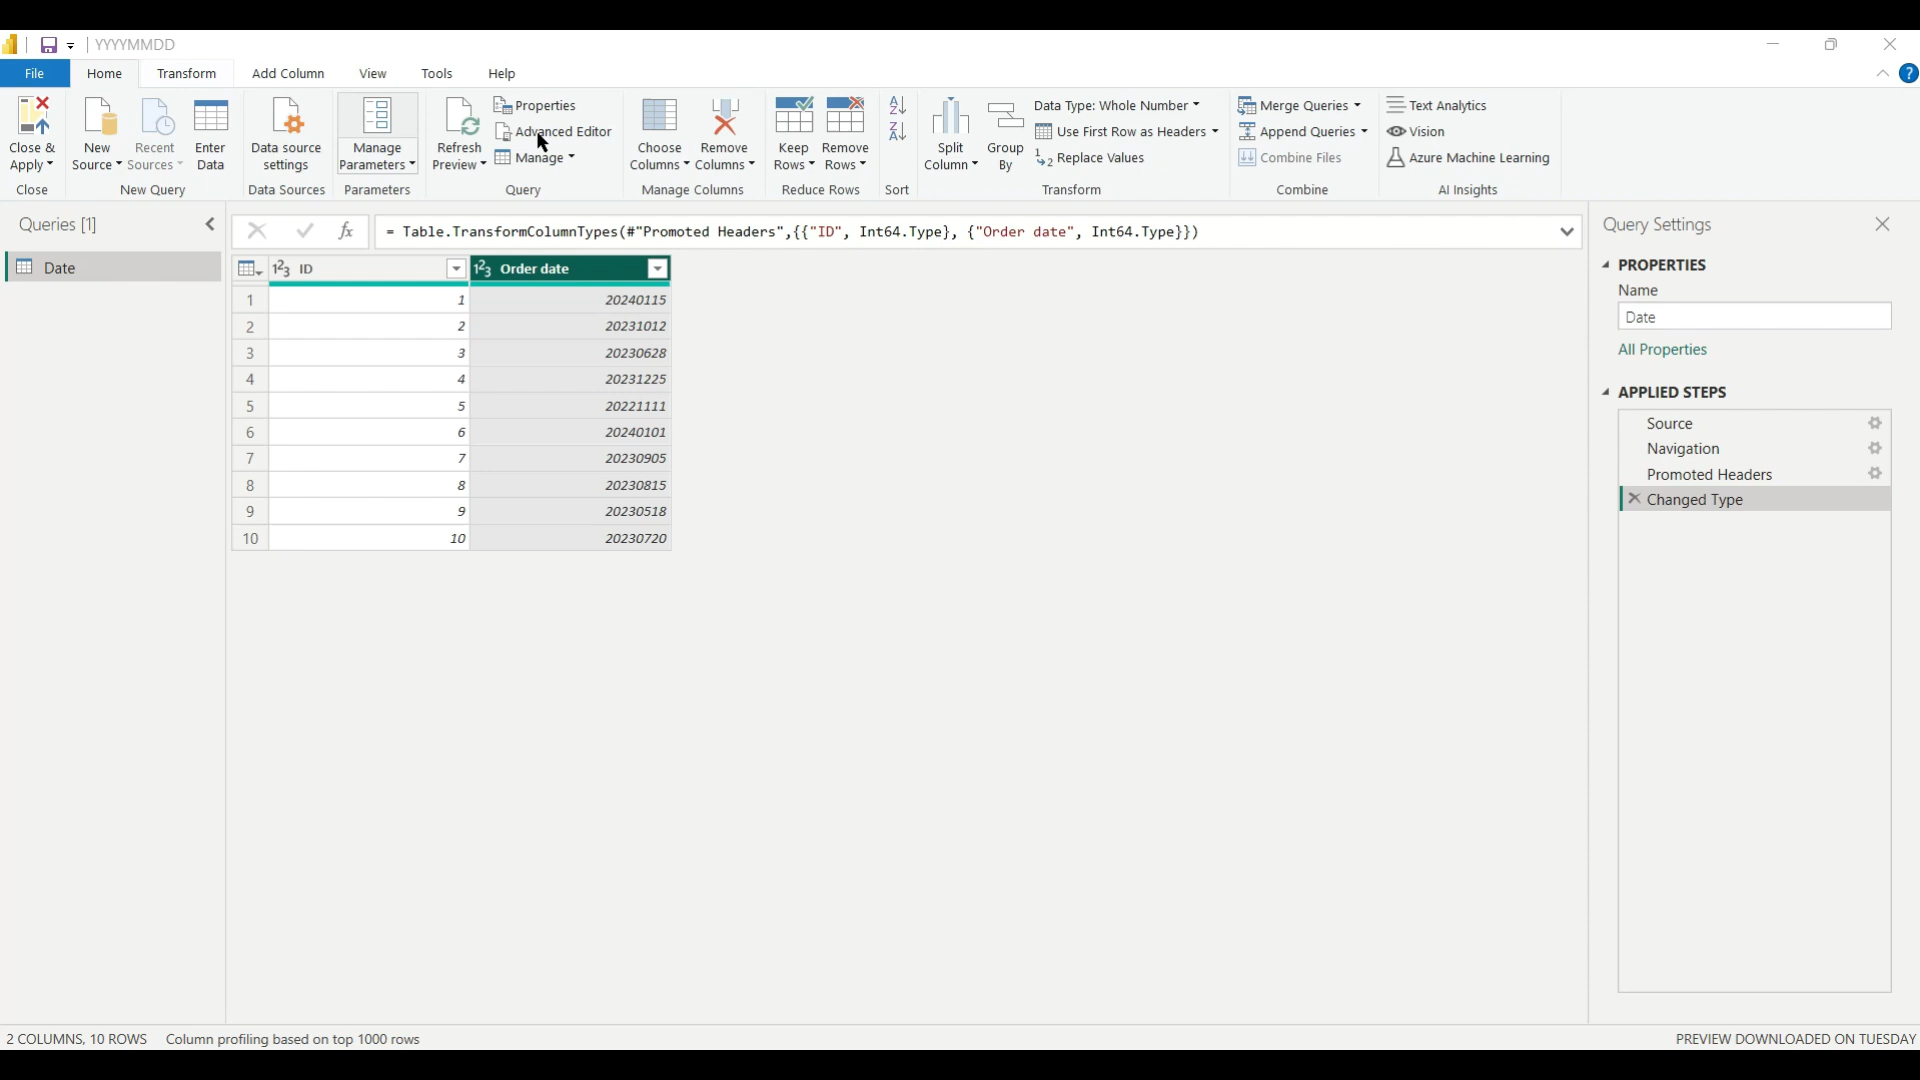 YYYYMMDD
File Home Transform Add Column View Tools Help
?
Close & Apply
Close
New Source
Recent Sources
Enter Data
New Query
Data source settings
Data Sources
Manage Parameters
Parameters
Refresh Preview
Properties
Advanced Editor
Manage
Query
Choose Columns
Remove Columns
Manage Columns
Keep Rows
Remove Rows
Reduce Rows
A Z
Z A
Sort
Split Column
Group By
Data Type: Whole Number
Use First Row as Headers
1 2 Replace Values
Transform
Merge Queries
Append Queries
Combine Files
Combine
Text Analytics
Vision
Azure Machine Learning
AI Insights
Queries [1]
Date
fx = Table.TransformColumnTypes(#"Promoted Headers",{{"ID", Int64.Type}, {"Order date", Int64.Type}})
123 ID 123 Order date
1 1 20240115
2 2 20231012
3 3 20230628
4 4 20231225
5 5 20221111
6 6 20240101
7 7 20230905
8 8 20230815
9 9 20230518
10 10 20230720
Query Settings
PROPERTIES
Name
Date
All Properties
APPLIED STEPS
Source
Navigation
Promoted Headers
Changed Type
2 COLUMNS, 10 ROWS Column profiling based on top 1000 rows
PREVIEW DOWNLOADED ON TUESDAY